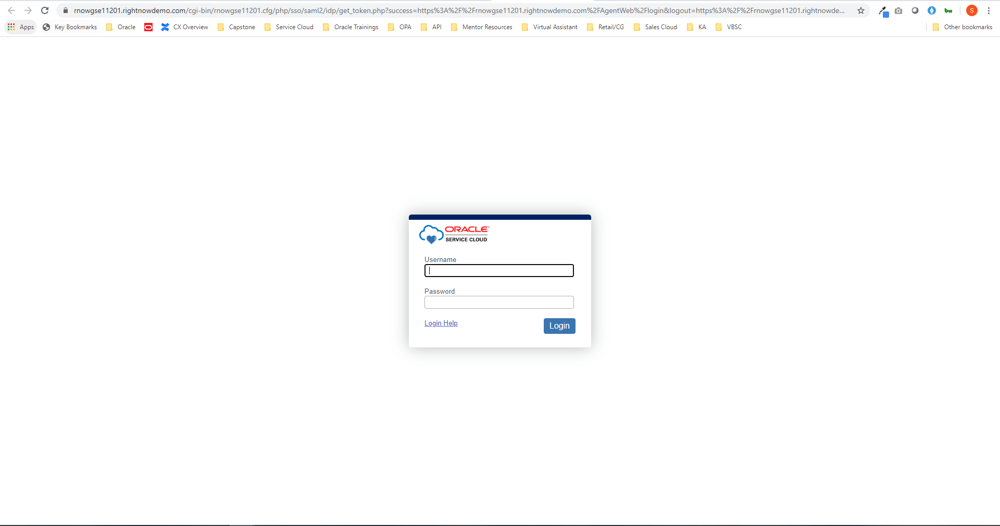 rnowgse11201.rightnowdemo.com/cgi-bin/rnowgse11201.cfg/php/sso/saml2/idp/get_token.php?success=https%3A%2F%2Frnowgse11201.rightnowdemo.com%2FAgentWeb%2Flogin&logout=https%3A%2F%2Frnowgse11201.rightnowde... bw S
Apps Key Bookmarks Oracle CX Overview Capstone Service Cloud Oracle Trainings OPA API Mentor Resources Virtual Assistant Retail/CG Sales Cloud KA VBSC Other bookmarks
ORACLE
SERVICE CLOUD
Username
Password
Login Help Login